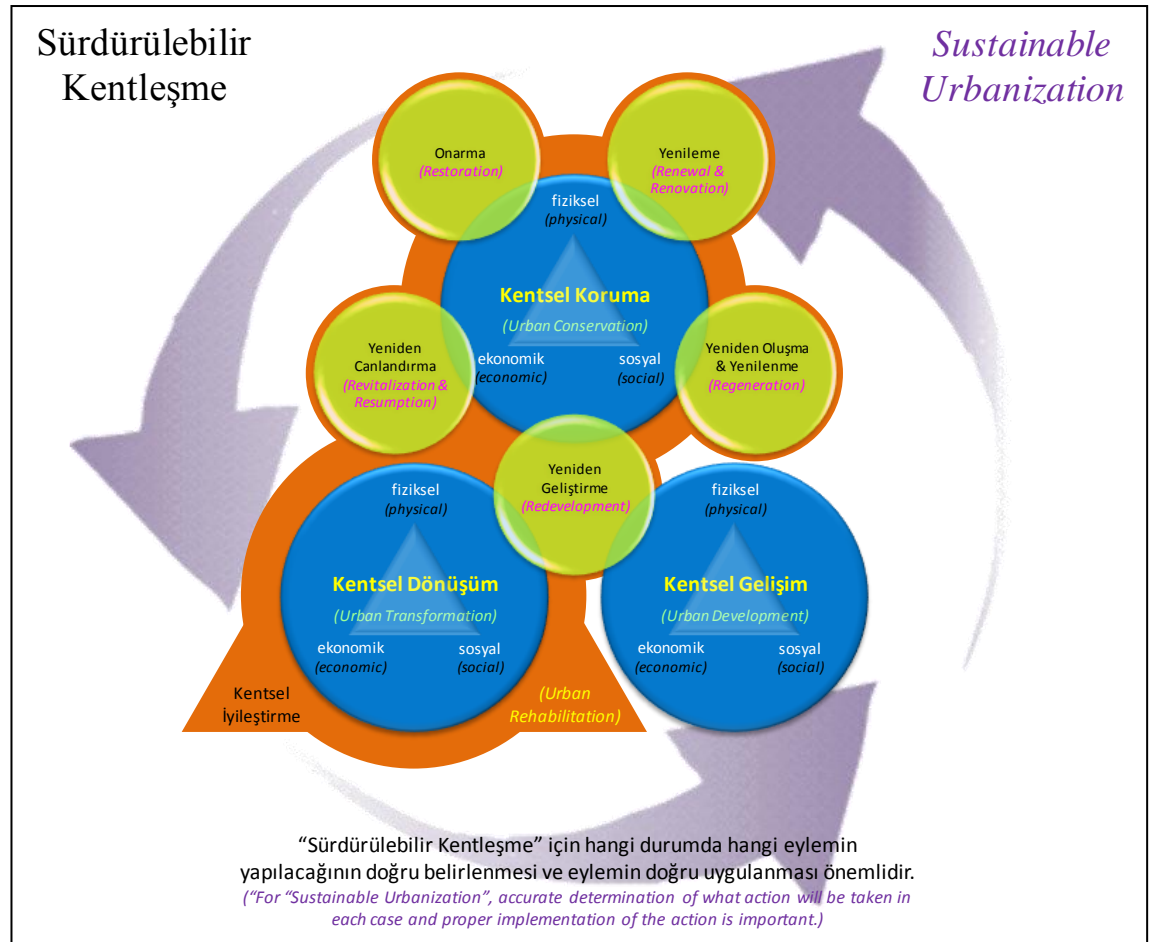 Sürdürülebilir
Kentleşme
Sustainable
Urbanization
Onarma
(Restoration)
Yenileme
(Renewal &
Renovation)
fiziksel
(physical)
Kentsel Koruma
(Urban Conservation)
ekonomik
(economic)
sosyal
(social)
Yeniden
Canlandırma
(Revitalization &
Resumption)
Yeniden Oluşma
& Yenilenme
(Regeneration)
Yeniden
Geliştirme
(Redevelopment)
fiziksel
(physical)
Kentsel Dönüşüm
(Urban Transformation)
ekonomik
(economic)
sosyal
(social)
fiziksel
(physical)
Kentsel Gelişim
(Urban Development)
ekonomik
(economic)
sosyal
(social)
Kentsel
İyileştirme
(Urban
Rehabilitation)
“Sürdürülebilir Kentleşme” için hangi durumda hangi eylemin
yapılacağının doğru belirlenmesi ve eylemin doğru uygulanması önemlidir.
(“For “Sustainable Urbanization”, accurate determination of what action will be taken in
each case and proper implementation of the action is important.)